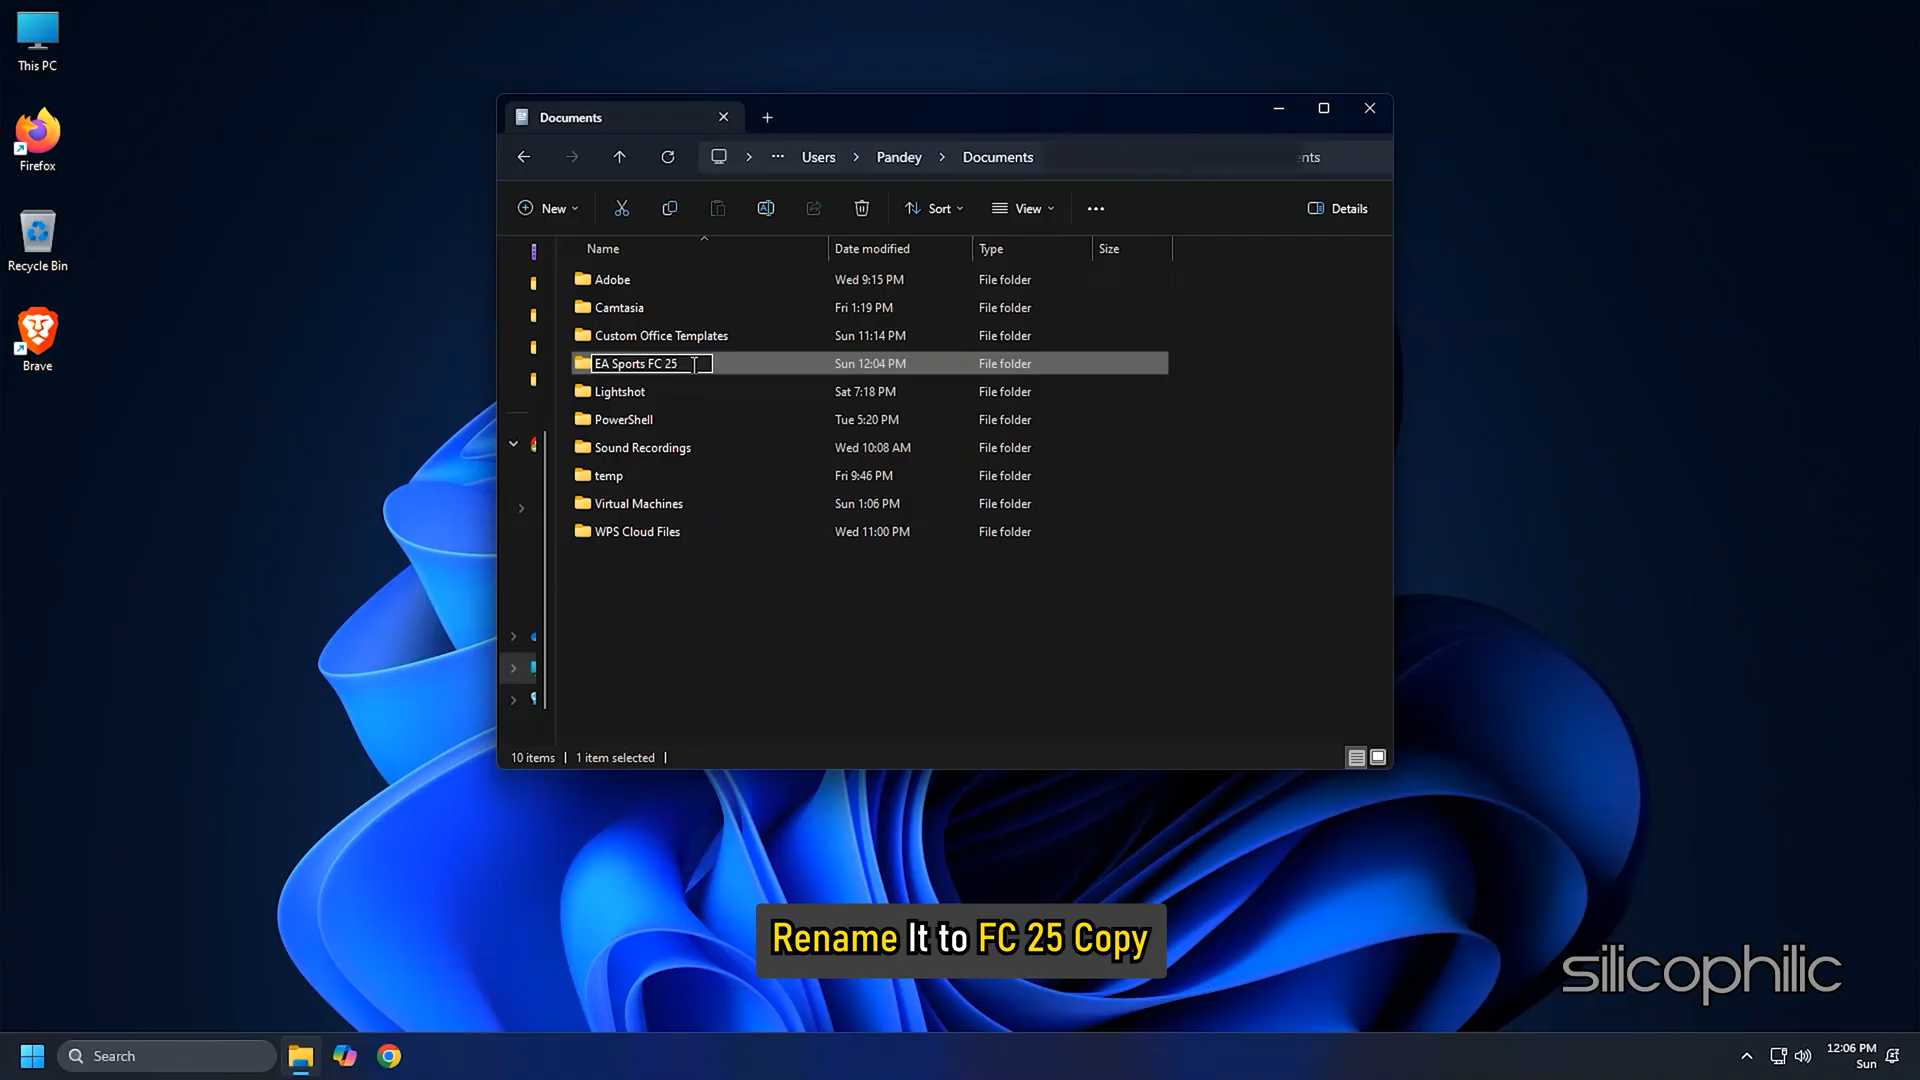 This PC
Firefox
Recycle Bin
Brave
Documents
Users
Pandey
Documents
ents
New
Sort
View
Details
Name
Date modified
Type
Size
Adobe
Wed 9:15 PM
File folder
Camtasia
Fri 1:19 PM
File folder
Custom Office Templates
Sun 11:14 PM
File folder
EA Sports FC 25
Sun 12:04 PM
File folder
Lightshot
Sat 7:18 PM
File folder
PowerShell
Tue 5:20 PM
File folder
Sound Recordings
Wed 10:08 AM
File folder
temp
Fri 9:46 PM
File folder
Virtual Machines
Sun 1:06 PM
File folder
WPS Cloud Files
Wed 11:00 PM
File folder
10 items
1 item selected
Rename It to FC 25 Copy
silicophilic
Search
12:06 PM
Sun